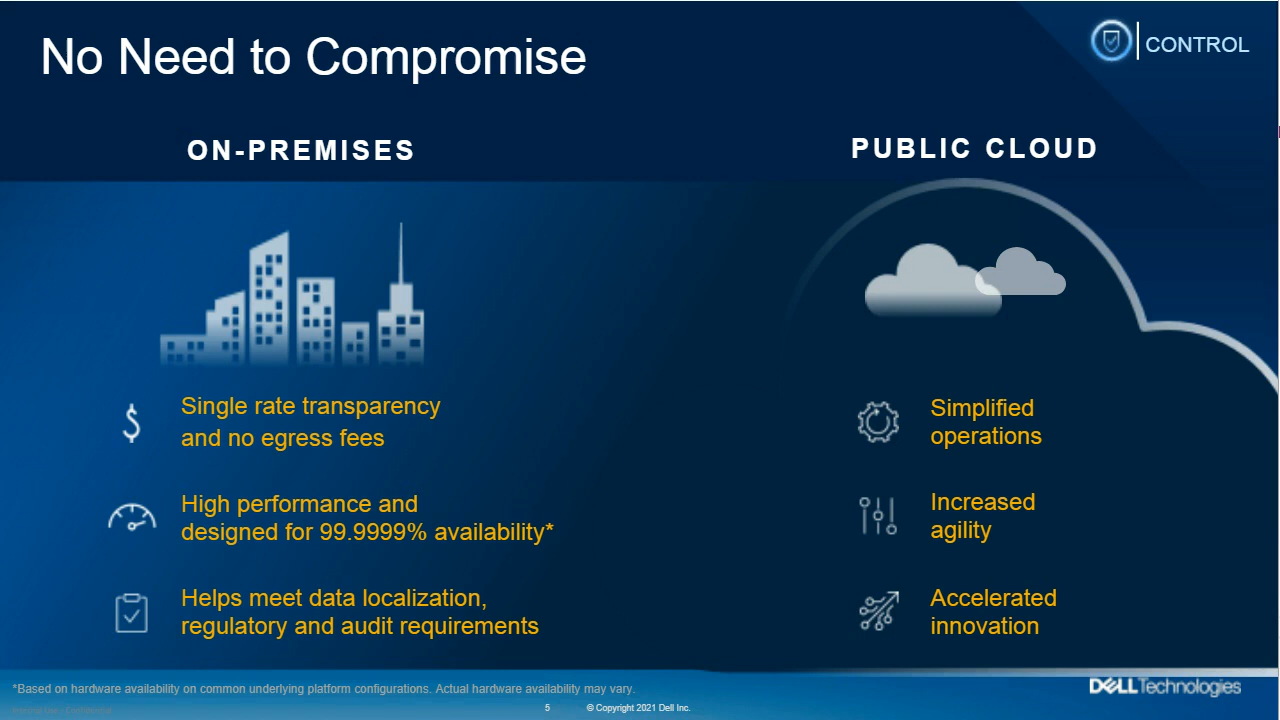 No Need to Compromise
CONTROL
ON-PREMISES
PUBLIC CLOUD
Single rate transparency
and no egress fees
High performance and
designed for 99.9999% availability*
Helps meet data localization,
regulatory and audit requirements
Simplified
operations
Increased
agility
Accelerated
innovation
*Based on hardware availability on common underlying platform configurations. Actual hardware availability may vary.
DELLTechnologies
5
© Copyright 2021 Dell Inc.